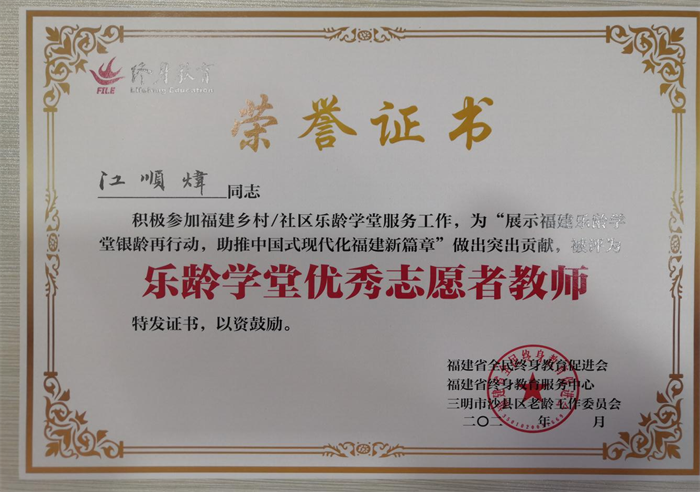 终身教育
FILE
Lifelong Education
荣誉证书
江順煒同志
积极参加福建乡村/社区乐龄学堂服务工作，为“展示福建乐龄学
堂银龄再行动，助推中国式现代化福建新篇章”做出突出贡献，被评为
乐龄学堂优秀志愿者教师
特发证书，以资鼓励。
福建省全民终身教育促进会
福建省终身教育服务中心
三明市沙县区老龄工作委员会
二〇二 年 月